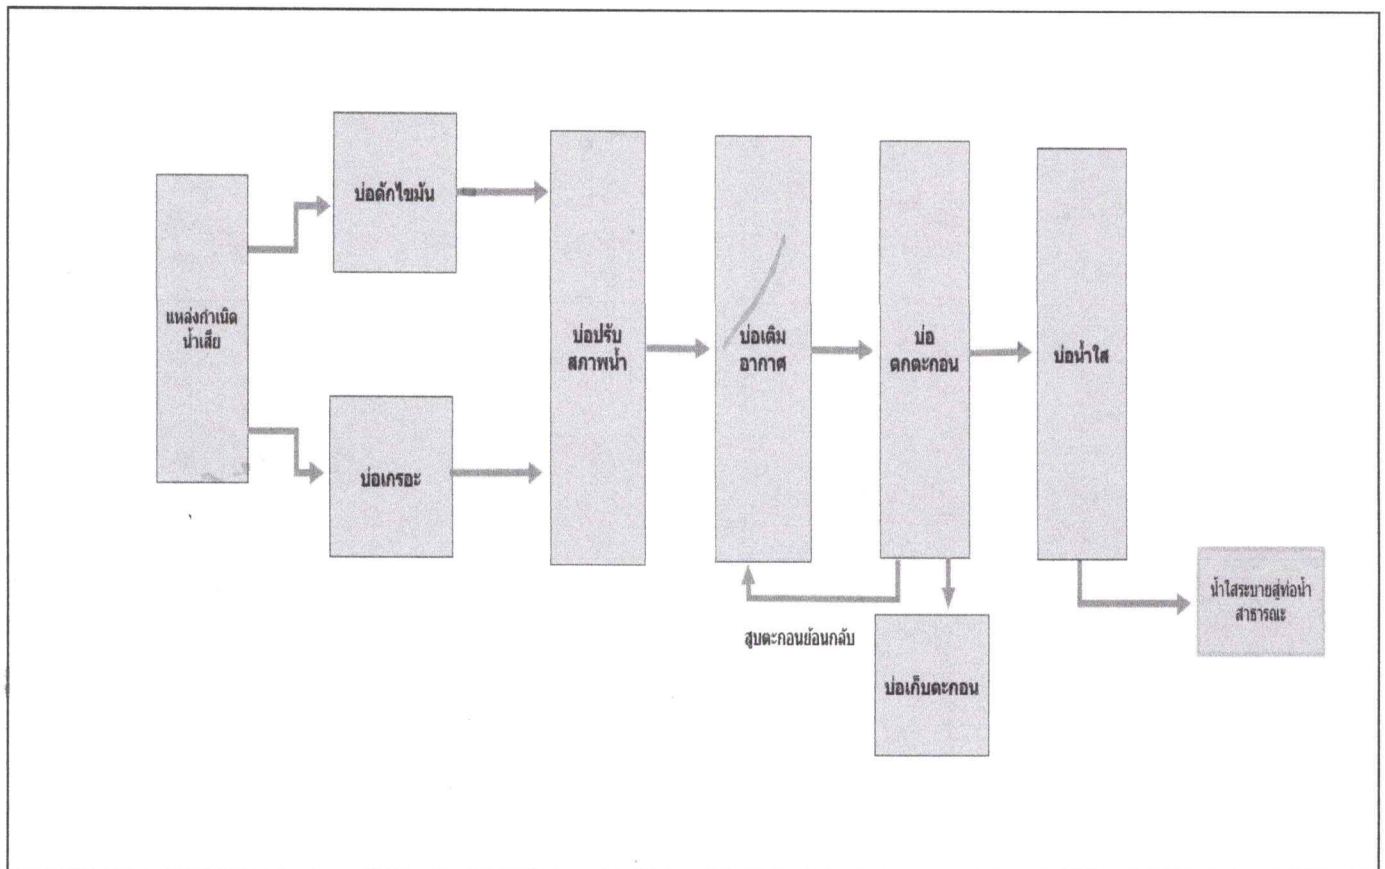 แหล่งกำเนิด
น้ำเสีย
บ่อดักไขมัน
บ่อเกรอะ
บ่อปรับ
สภาพน้ำ
บ่อเติม
อากาศ
บ่อ
ตกตะกอน
บ่อน้ำใส
สูบตะกอนย้อนกลับ
บ่อเก็บตะกอน
น้ำใสระบายสู่ท่อน้ำ
สาธารณะ